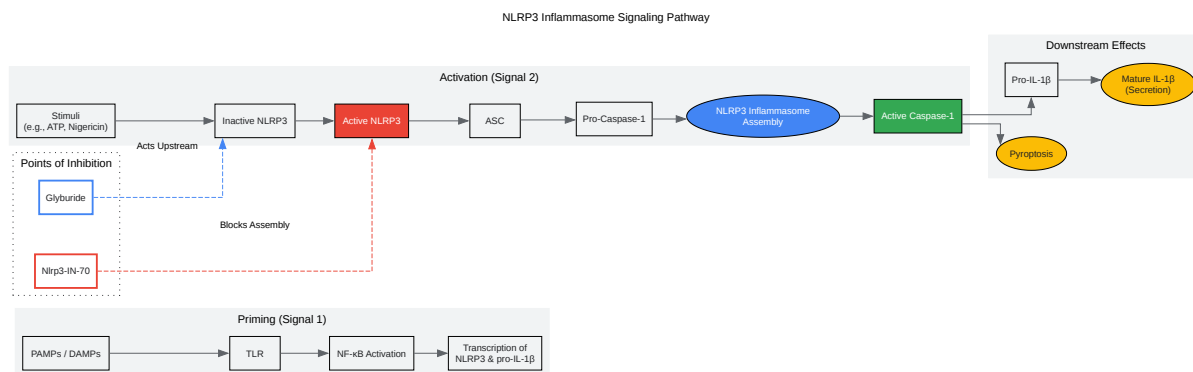 NLRP3 Inflammasome Signaling Pathway
Downstream Effects
Pro-IL-1β
Mature IL-1β
(Secretion)
Pyroptosis
Activation (Signal 2)
Stimuli
(e.g., ATP, Nigericin)
Inactive NLRP3
Active NLRP3
ASC
Pro-Caspase-1
NLRP3 Inflammasome
Assembly
Active Caspase-1
Acts Upstream
Points of Inhibition
Glyburide
Blocks Assembly
Nlrp3-IN-70
Priming (Signal 1)
PAMPs / DAMPs
TLR
NF-κB Activation
Transcription of
NLRP3 & pro-IL-1β